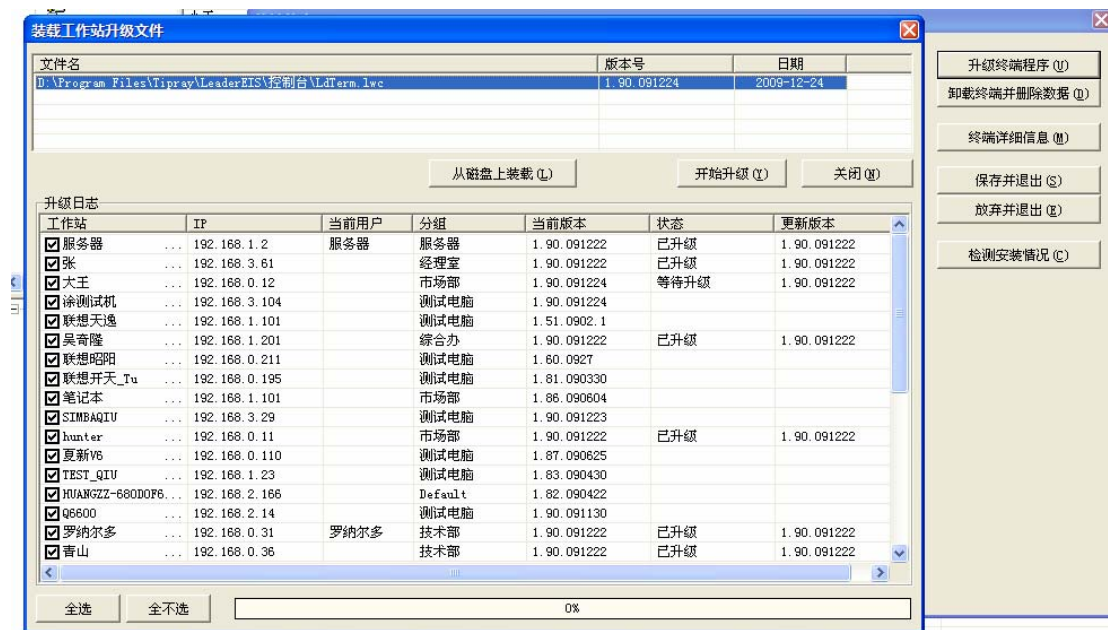 装载工作站升级文件
文件名 版本号 日期
D:\Program Files\Tipray\LeaderEIS\控制台\LdTerm.lwc 1.90.091224 2009-12-24
从磁盘上装载(L) 开始升级(Y) 关闭(N)
升级日志
工作站 IP 当前用户 分组 当前版本 状态 更新版本
服务器 ... 192.168.1.2 服务器 服务器 1.90.091222 已升级 1.90.091222
张 ... 192.168.3.61 经理室 1.90.091222 已升级 1.90.091222
大王 ... 192.168.0.12 市场部 1.90.091224 等待升级 1.90.091222
涂测试机 ... 192.168.3.104 测试电脑 1.90.091224
联想天逸 ... 192.168.1.101 测试电脑 1.51.0902.1
吴奇隆 ... 192.168.1.201 综合办 1.90.091222 已升级 1.90.091222
联想昭阳 ... 192.168.0.211 测试电脑 1.60.0927
联想开天_Tu ... 192.168.0.195 测试电脑 1.81.090330
笔记本 ... 192.168.1.101 市场部 1.86.090604
SIMBAQIU ... 192.168.3.29 测试电脑 1.90.091223
hunter ... 192.168.0.11 市场部 1.90.091222 已升级 1.90.091222
夏新V6 ... 192.168.0.110 测试电脑 1.87.090625
TEST_QIU ... 192.168.1.23 测试电脑 1.83.090430
HUANGZZ-680D0F6... 192.168.2.166 Default 1.82.090422
Q6600 ... 192.168.2.14 测试电脑 1.90.091130
罗纳尔多 ... 192.168.0.31 罗纳尔多 技术部 1.90.091222 已升级 1.90.091222
青山 ... 192.168.0.36 技术部 1.90.091222 已升级 1.90.091222
全选 全不选 0%
升级终端程序(U)
卸载终端并删除数据(D)
终端详细信息(M)
保存并退出(S)
放弃并退出(E)
检测安装情况(C)